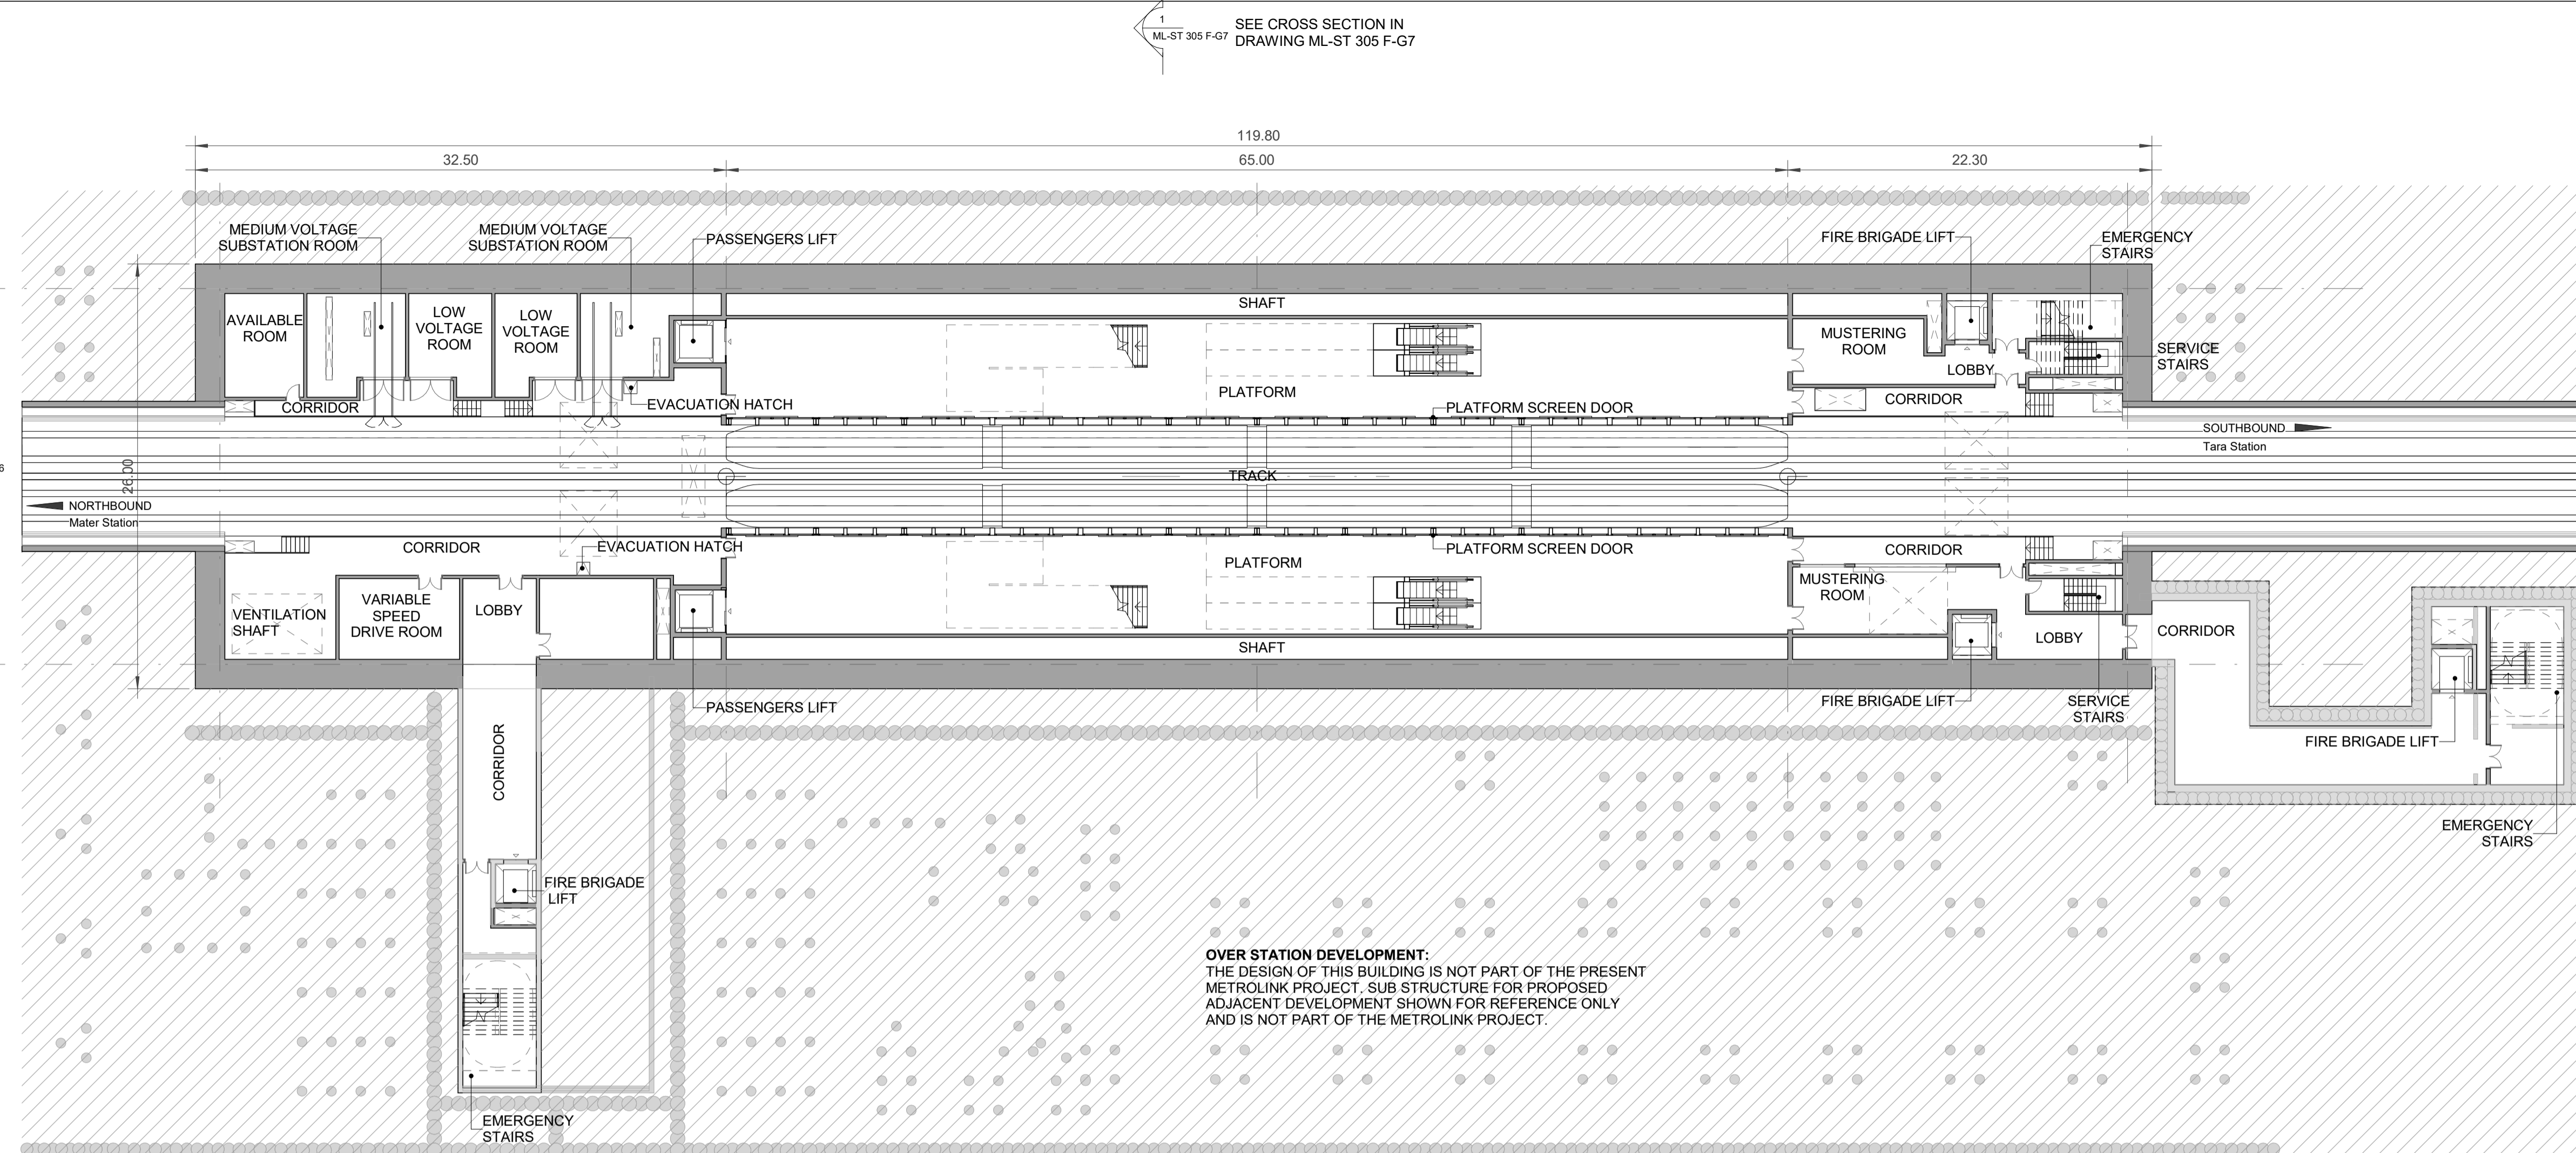 1
ML-ST 305 F-G7
SEE CROSS SECTION IN
DRAWING ML-ST 305 F-G7
119.80
32.50
65.00
22.30
MEDIUM VOLTAGE
SUBSTATION ROOM
MEDIUM VOLTAGE
SUBSTATION ROOM
PASSENGERS LIFT
FIRE BRIGADE LIFT
EMERGENCY
STAIRS
SHAFT
AVAILABLE
ROOM
LOW
VOLTAGE
ROOM
LOW
VOLTAGE
ROOM
MUSTERING
ROOM
SERVICE
STAIRS
LOBBY
PLATFORM
CORRIDOR
EVACUATION HATCH
PLATFORM SCREEN DOOR
CORRIDOR
SOUTHBOUND
Tara Station
6
26.00
TRACK
NORTHBOUND
Mater Station
CORRIDOR
EVACUATION HATCH
PLATFORM SCREEN DOOR
CORRIDOR
PLATFORM
MUSTERING
ROOM
VENTILATION
SHAFT
VARIABLE
SPEED
DRIVE ROOM
LOBBY
LOBBY
CORRIDOR
SHAFT
PASSENGERS LIFT
FIRE BRIGADE LIFT
SERVICE
STAIRS
CORRIDOR
FIRE BRIGADE LIFT
EMERGENCY
STAIRS
FIRE BRIGADE
LIFT
OVER STATION DEVELOPMENT:
THE DESIGN OF THIS BUILDING IS NOT PART OF THE PRESENT
METROLINK PROJECT. SUB STRUCTURE FOR PROPOSED
ADJACENT DEVELOPMENT SHOWN FOR REFERENCE ONLY
AND IS NOT PART OF THE METROLINK PROJECT.
EMERGENCY
STAIRS